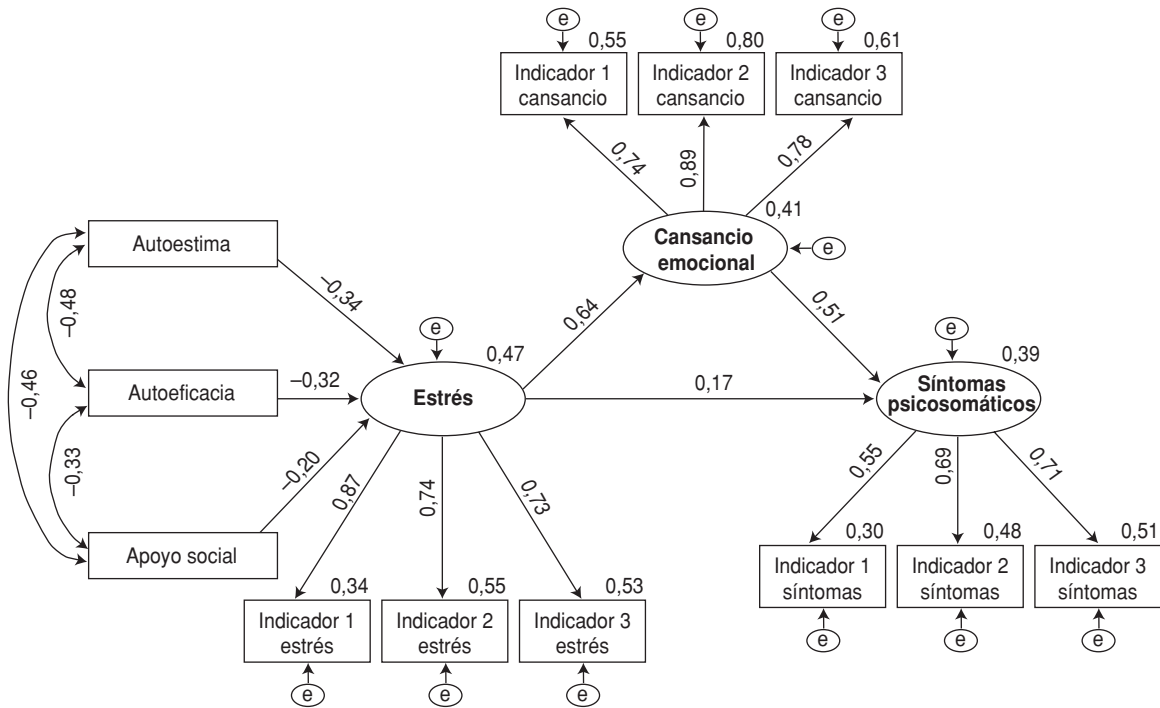 e
e
e
0,55
0,80
0,61
Indicador 1
cansancio
Indicador 2
cansancio
Indicador 3
cansancio
0,74
0,89
0,78
0,41
Cansancio
emocional
e
Autoestima
–0,34
–0,48
–0,46
0,64
0,51
e
0,47
e
0,39
Autoeficacia
–0,32
Estrés
0,17
Síntomas
psicosomáticos
–0,33
–0,20
0,87
0,74
0,73
0,55
0,69
0,71
Apoyo social
0,30
0,48
0,51
Indicador 1
síntomas
Indicador 2
síntomas
Indicador 3
síntomas
0,34
0,55
0,53
Indicador 1
estrés
Indicador 2
estrés
Indicador 3
estrés
e
e
e
e
e
e